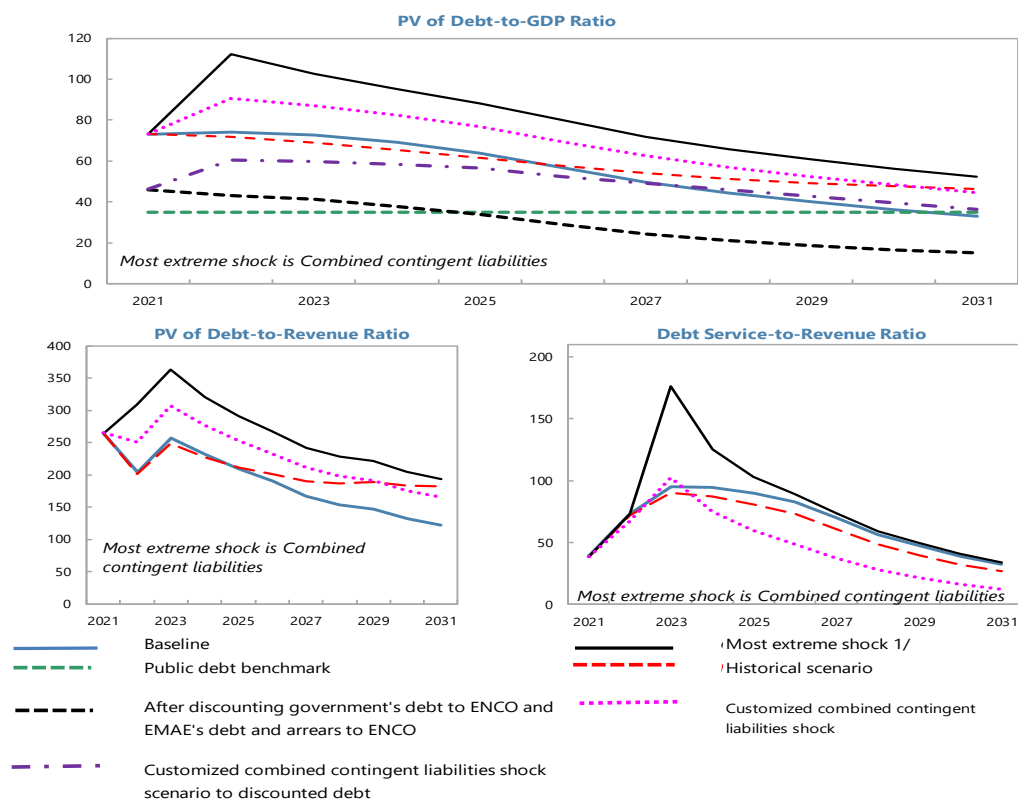 PV of Debt-to-GDP Ratio
120
100
80
60
40
20
0
Most extreme shock is Combined contingent liabilities
2021 2023 2025 2027 2029 2031
PV of Debt-to-Revenue Ratio
400
350
300
250
200
150
100
50
0
Most extreme shock is Combined
contingent liabilities
2021 2023 2025 2027 2029 2031
Debt Service-to-Revenue Ratio
200
150
100
50
0
Most extreme shock is Combined contingent liabilities
2021 2023 2025 2027 2029 2031
Baseline
Public debt benchmark
After discounting government's debt to ENCO and
EMAE's debt and arrears to ENCO
Customized combined contingent liabilities shock
scenario to discounted debt
Most extreme shock 1/
Historical scenario
Customized combined contingent
liabilities shock